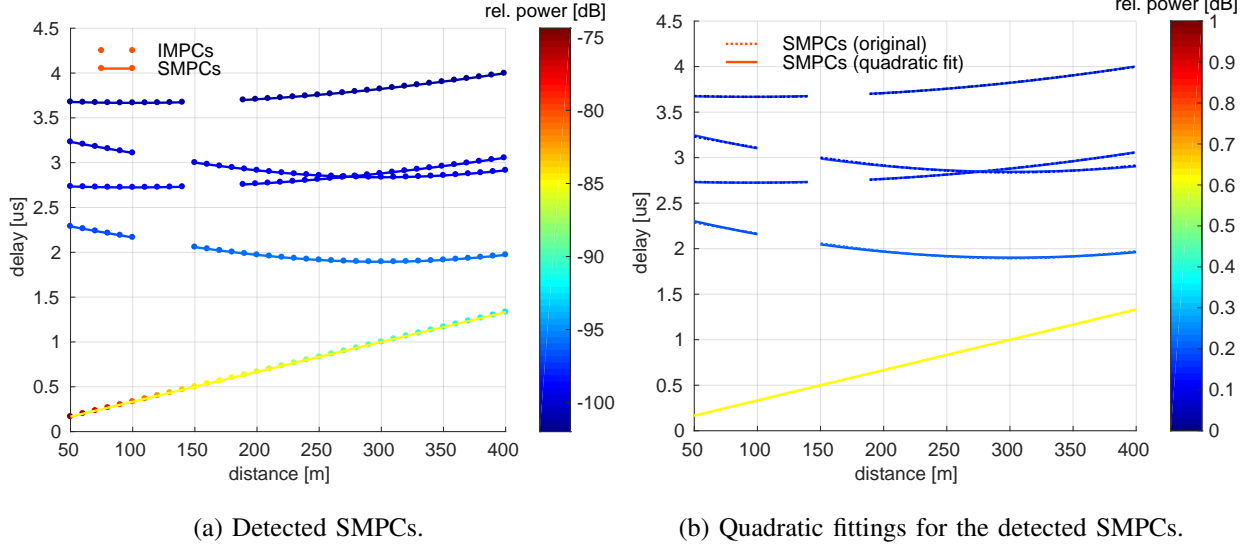 rel. power [dB]
4.5
4
3.5
3
2.5
2
1.5
1
0.5
0
delay [us]
IMPCs
SMPCs
50 100 150 200 250 300 350 400
distance [m]
-75
-80
-85
-90
-95
-100
(a) Detected SMPCs.
rel. power [dB]
4.5
4
3.5
3
2.5
2
1.5
1
0.5
0
delay [us]
SMPCs (original)
SMPCs (quadratic fit)
50 100 150 200 250 300 350 400
distance [m]
1
0.9
0.8
0.7
0.6
0.5
0.4
0.3
0.2
0.1
0
(b) Quadratic fittings for the detected SMPCs.